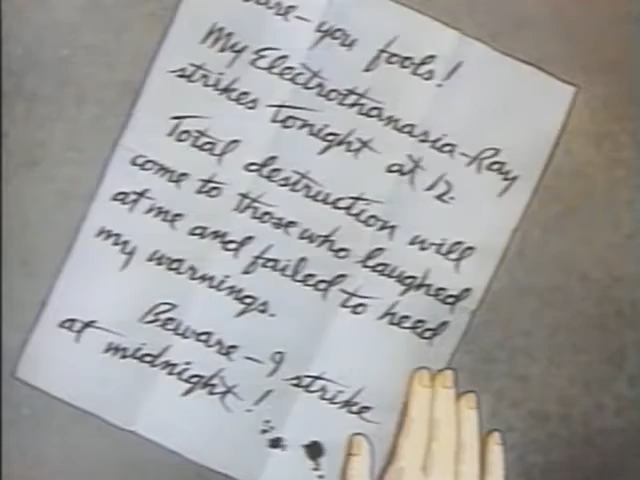 ware-you fools!
My Electrothanasia-Ray
strikes tonight at 12.
Total destruction will
come to those who laughed
at me and failed to heed
my warnings.
Beware-I strike
at midnight!